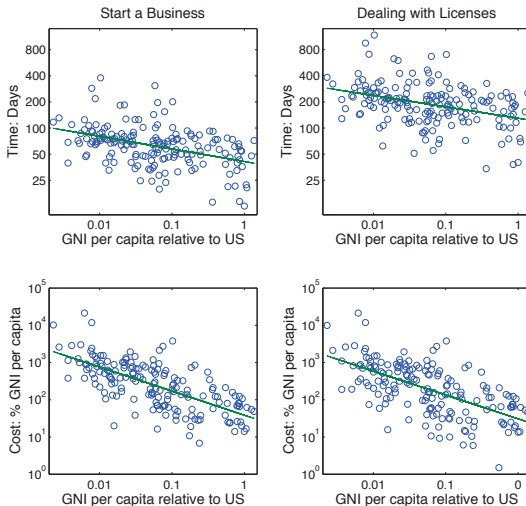 Start a Business
Dealing with Licenses
Time: Days
800
400
200
100
50
25
0.01 0.1 1
GNI per capita relative to US
Time: Days
800
400
200
100
50
25
0.01 0.1 1
GNI per capita relative to US
Cost: % GNI per capita
10^5
10^4
10^3
10^2
10^1
10^0
0.01 0.1 1
GNI per capita relative to US
Cost: % GNI per capita
10^5
10^4
10^3
10^2
10^1
10^0
0.01 0.1 0
GNI per capita relative to US